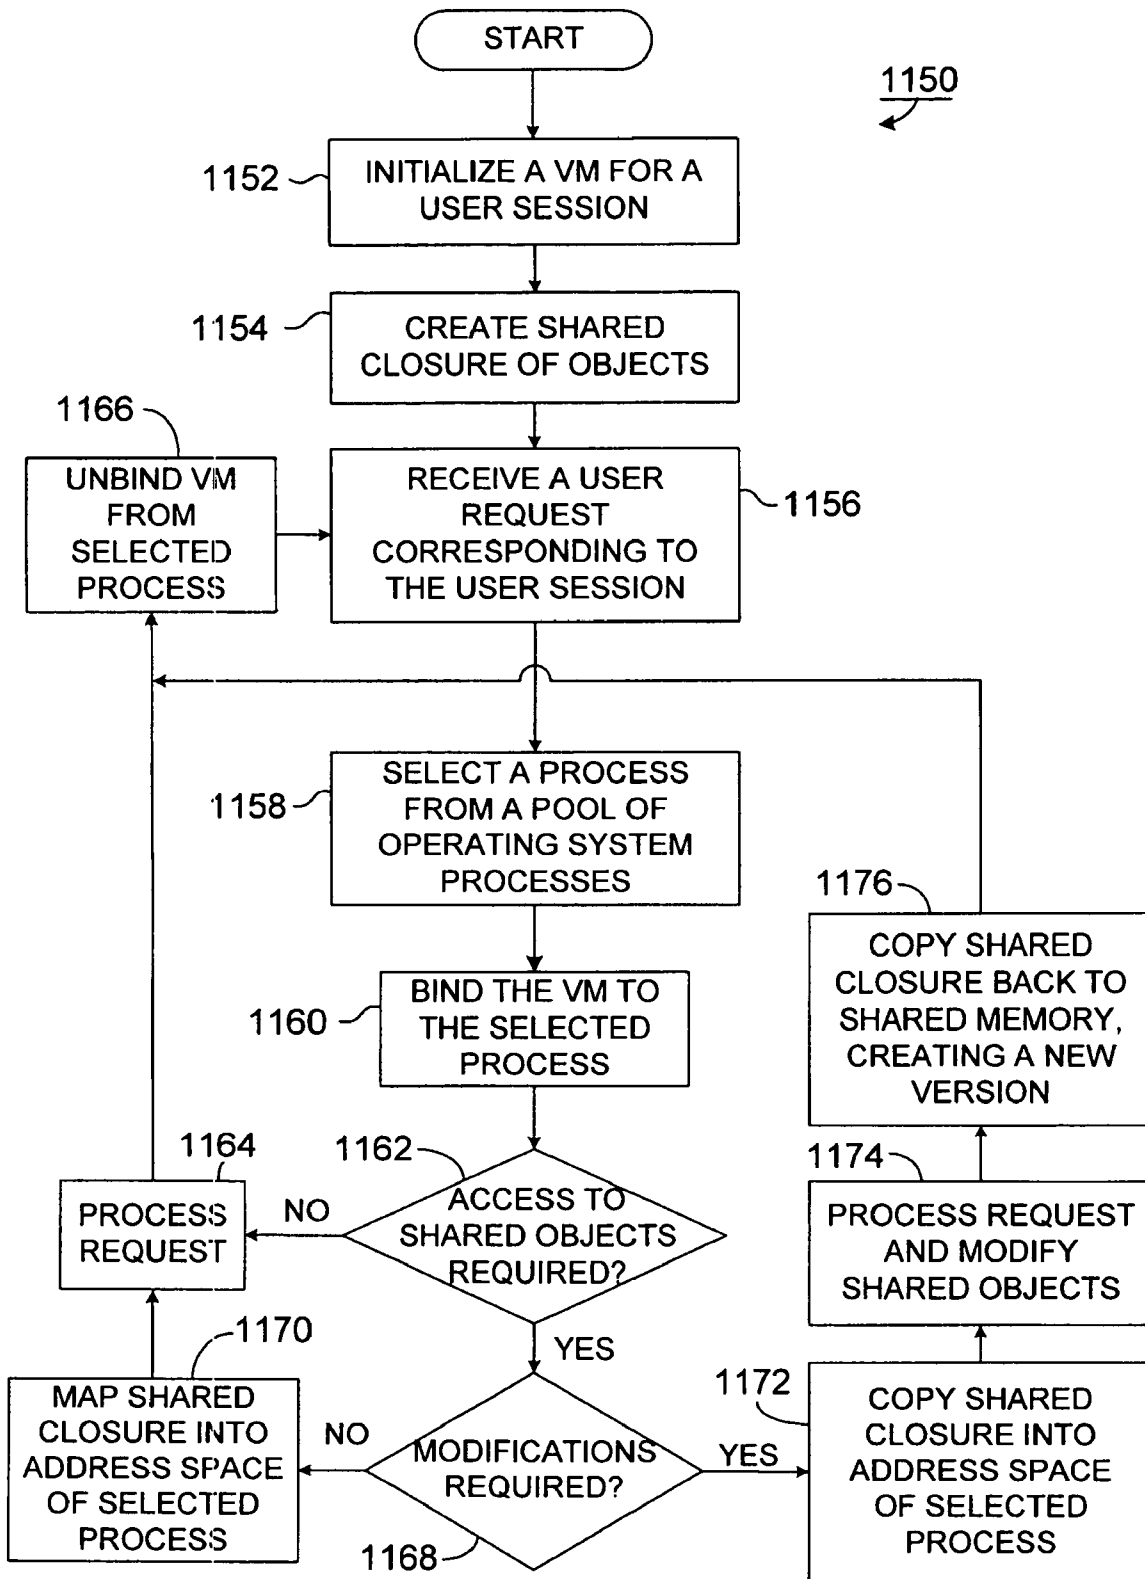 START
1150
1152
INITIALIZE A VM FOR A
USER SESSION
1154
CREATE SHARED
CLOSURE OF OBJECTS
1166
UNBIND VM
FROM
SELECTED
PROCESS
RECEIVE A USER
REQUEST
CORRESPONDING TO
THE USER SESSION
1156
1158
SELECT A PROCESS
FROM A POOL OF
OPERATING SYSTEM
PROCESSES
1160
BIND THE VM TO
THE SELECTED
PROCESS
1162
ACCESS TO
SHARED OBJECTS
REQUIRED?
NO
YES
1164
PROCESS
REQUEST
1170
MAP SHARED
CLOSURE INTO
ADDRESS SPACE
OF SELECTED
PROCESS
NO
MODIFICATIONS
REQUIRED?
1168
YES
1172
COPY SHARED
CLOSURE INTO
ADDRESS SPACE
OF SELECTED
PROCESS
1174
PROCESS REQUEST
AND MODIFY
SHARED OBJECTS
1176
COPY SHARED
CLOSURE BACK TO
SHARED MEMORY,
CREATING A NEW
VERSION